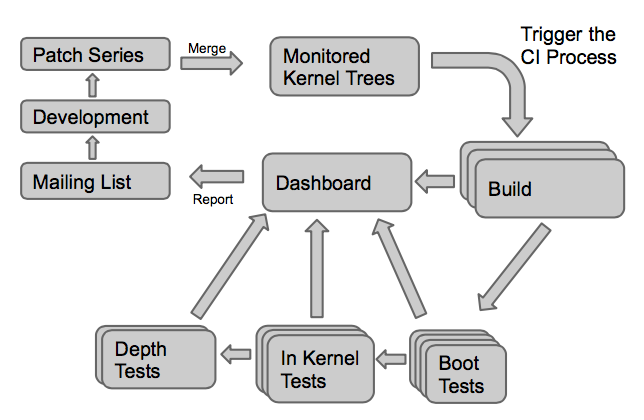 Patch Series
Merge
Monitored
Kernel Trees
Trigger the
CI Process
Development
Mailing List
Report
Dashboard
Build
Depth
Tests
In Kernel
Tests
Boot
Tests